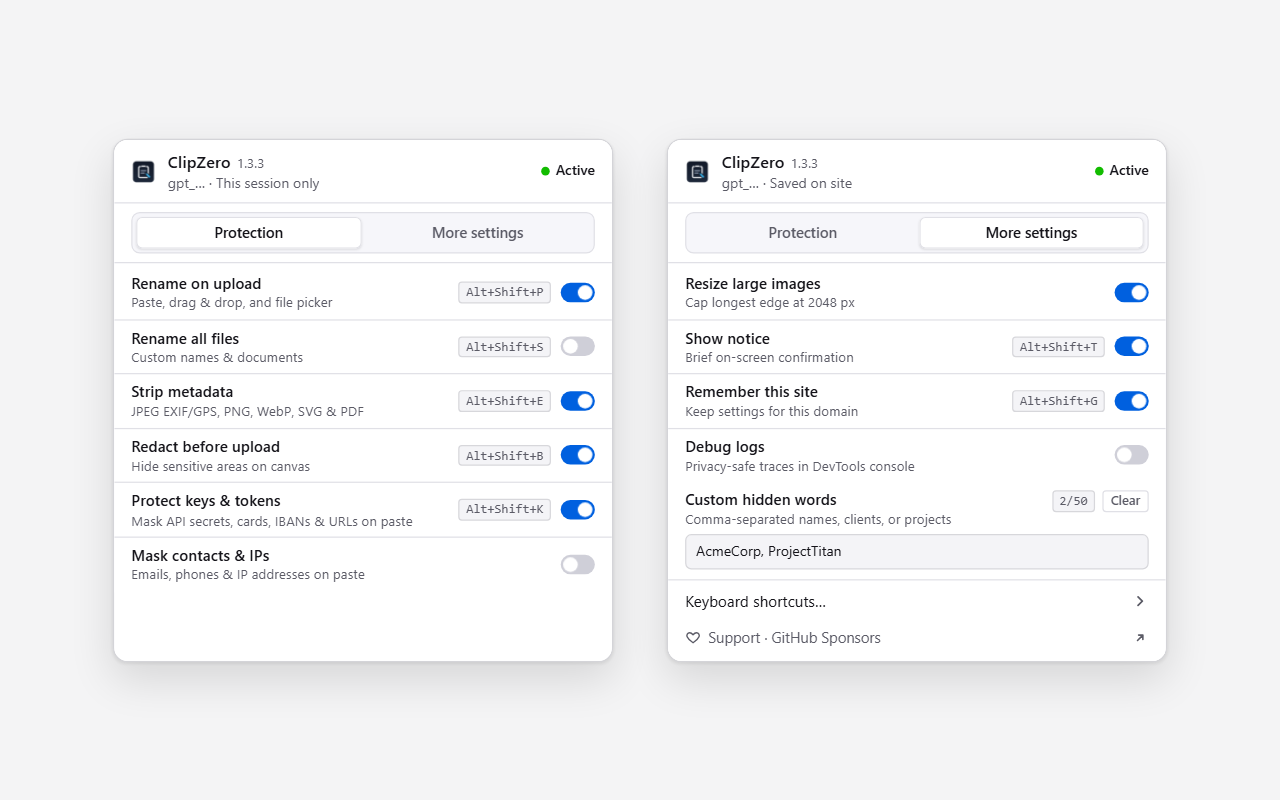 ClipZero 1.3.3
gpt_... · This session only
Active
Protection
More settings
Rename on upload
Paste, drag & drop, and file picker
Alt+Shift+P
Rename all files
Custom names & documents
Alt+Shift+S
Strip metadata
JPEG EXIF/GPS, PNG, WebP, SVG & PDF
Alt+Shift+E
Redact before upload
Hide sensitive areas on canvas
Alt+Shift+B
Protect keys & tokens
Mask API secrets, cards, IBANs & URLs on paste
Alt+Shift+K
Mask contacts & IPs
Emails, phones & IP addresses on paste
ClipZero 1.3.3
gpt_... · Saved on site
Active
Protection
More settings
Resize large images
Cap longest edge at 2048 px
Show notice
Brief on-screen confirmation
Alt+Shift+T
Remember this site
Keep settings for this domain
Alt+Shift+G
Debug logs
Privacy-safe traces in DevTools console
Custom hidden words
Comma-separated names, clients, or projects
2/50
Clear
AcmeCorp, ProjectTitan
Keyboard shortcuts...
Support · GitHub Sponsors